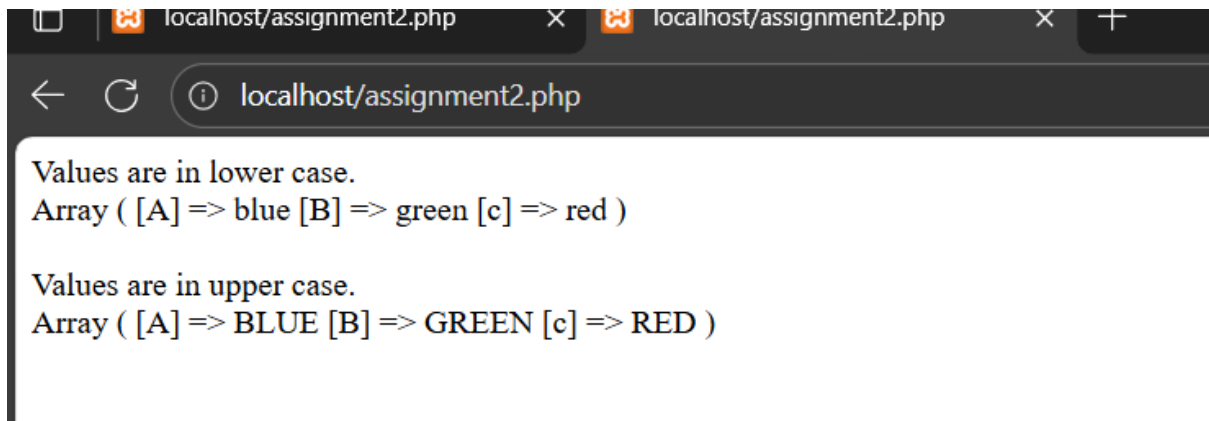 localhost/assignment2.php localhost/assignment2.php
localhost/assignment2.php
Values are in lower case.
Array ( [A] => blue [B] => green [c] => red )
Values are in upper case.
Array ( [A] => BLUE [B] => GREEN [c] => RED )